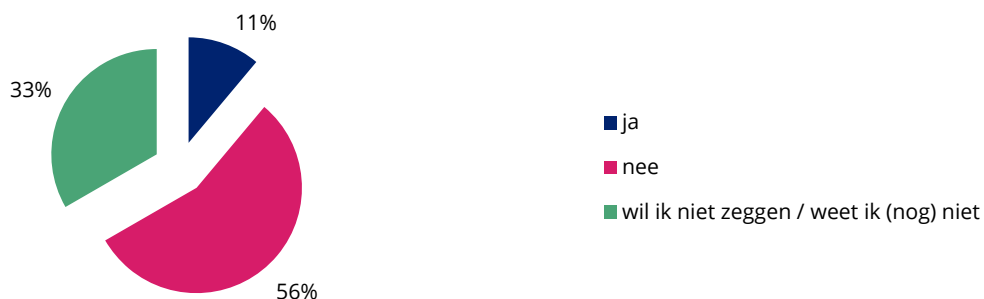 11%
33%
56%
ja
nee
wil ik niet zeggen / weet ik (nog) niet